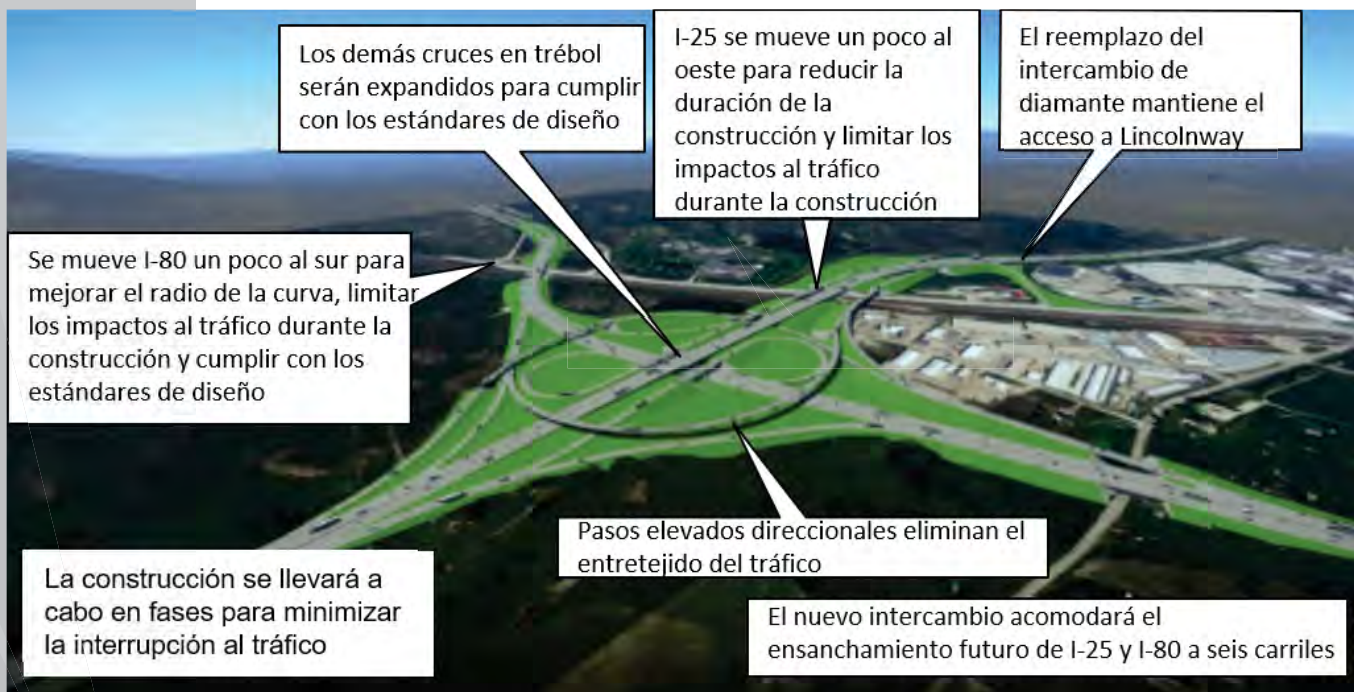 Los demás cruces en trébol
serán expandidos para cumplir
con los estándares de diseño
I-25 se mueve un poco al
oeste para reducir la
duración de la
construcción y limitar los
impactos al tráfico
durante la construcción
El reemplazo del
intercambio de
diamante mantiene el
acceso a Lincolnway
Se mueve I-80 un poco al sur para
mejorar el radio de la curva, limitar
los impactos al tráfico durante la
construcción y cumplir con los
estándares de diseño
Pasos elevados direccionales eliminan el
entretejido del tráfico
La construcción se llevará a
cabo en fases para minimizar
la interrupción al tráfico
El nuevo intercambio acomodará el
ensanchamiento futuro de I-25 y I-80 a seis carriles